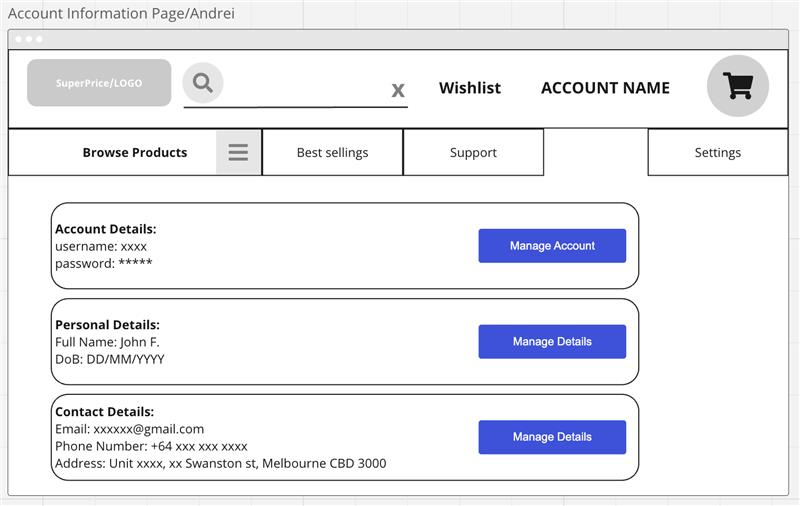 Account Information Page/Andrei
SuperPrice/LOGO
X
Wishlist
ACCOUNT NAME
Browse Products
Best sellings
Support
Settings
Account Details:
username: xxxx
password: *****
Manage Account
Personal Details:
Full Name: John F.
DoB: DD/MM/YYYY
Manage Details
Contact Details:
Email: xxxxxx@gmail.com
Phone Number: +64 xxx xxx xxxx
Address: Unit xxxx, xx Swanston st, Melbourne CBD 3000
Manage Details